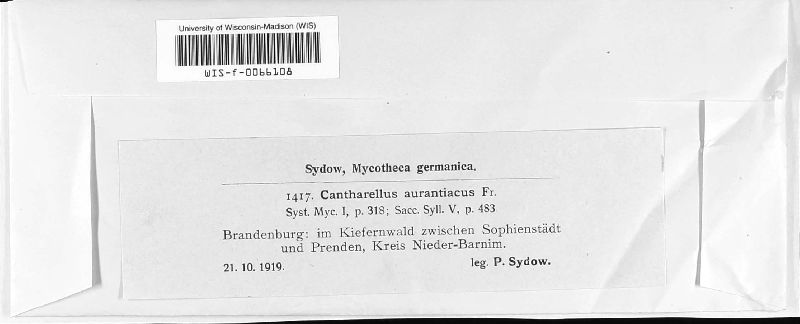 University of Wisconsin-Madison (WIS)
WIS-f-0066108
Sydow, Mycotheca germanica.
1417. Cantharellus aurantiacus Fr.
Syst. Myc. I, p. 318; Sacc. Syll. V, p. 483
Brandenburg: im Kiefernwald zwischen Sophienstädt
und Prenden, Kreis Nieder-Barnim.
21. 10. 1919. leg. P. Sydow.